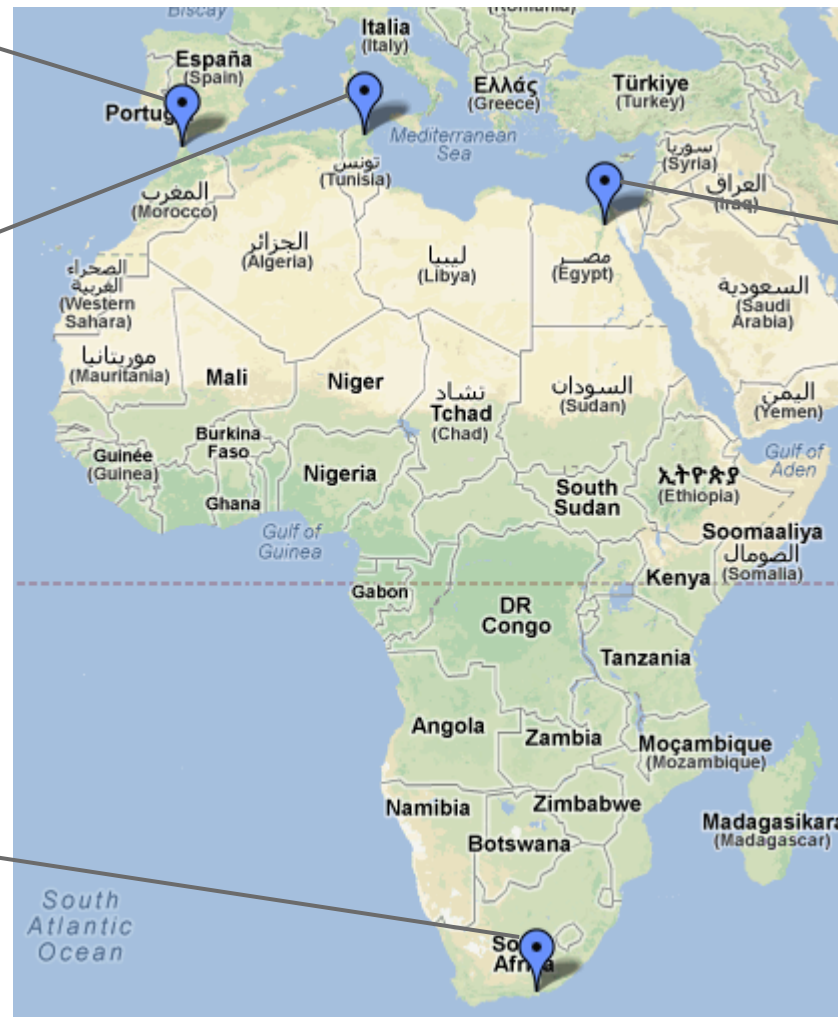 Biscay
(Romania)
Italia
(Italy)
España
(Spain)
Ελλάς
(Greece)
Türkiye
(Turkey)
Portug
Mediterranean
Sea
سوريا
(Syria)
العراق
(Iraq)
تونس
(Tunisia)
المغرب
(Morocco)
الجزائر
(Algeria)
ليبيا
(Libya)
مصر
(Egypt)
السعودية
(Saudi
Arabia)
الصحراء
الغربية
(Western
Sahara)
موريتانيا
(Mauritania)
Mali
Niger
تشاد
Tchad
(Chad)
السودان
(Sudan)
اليمن
(Yemen)
Burkina
Faso
Guinée
(Guinea)
Nigeria
Ghana
Gulf of
Guinea
South
Sudan
ኢትዮጵያ
(Ethiopia)
Gulf of
Aden
Soomaaliya
الصومال
(Somalia)
Kenya
Gabon
DR
Congo
Tanzania
Angola
Zambia
Moçambique
(Mozambique)
Namibia
Zimbabwe
Botswana
Madagasikara
(Madagascar)
South
Atlantic
Ocean
So
Africa